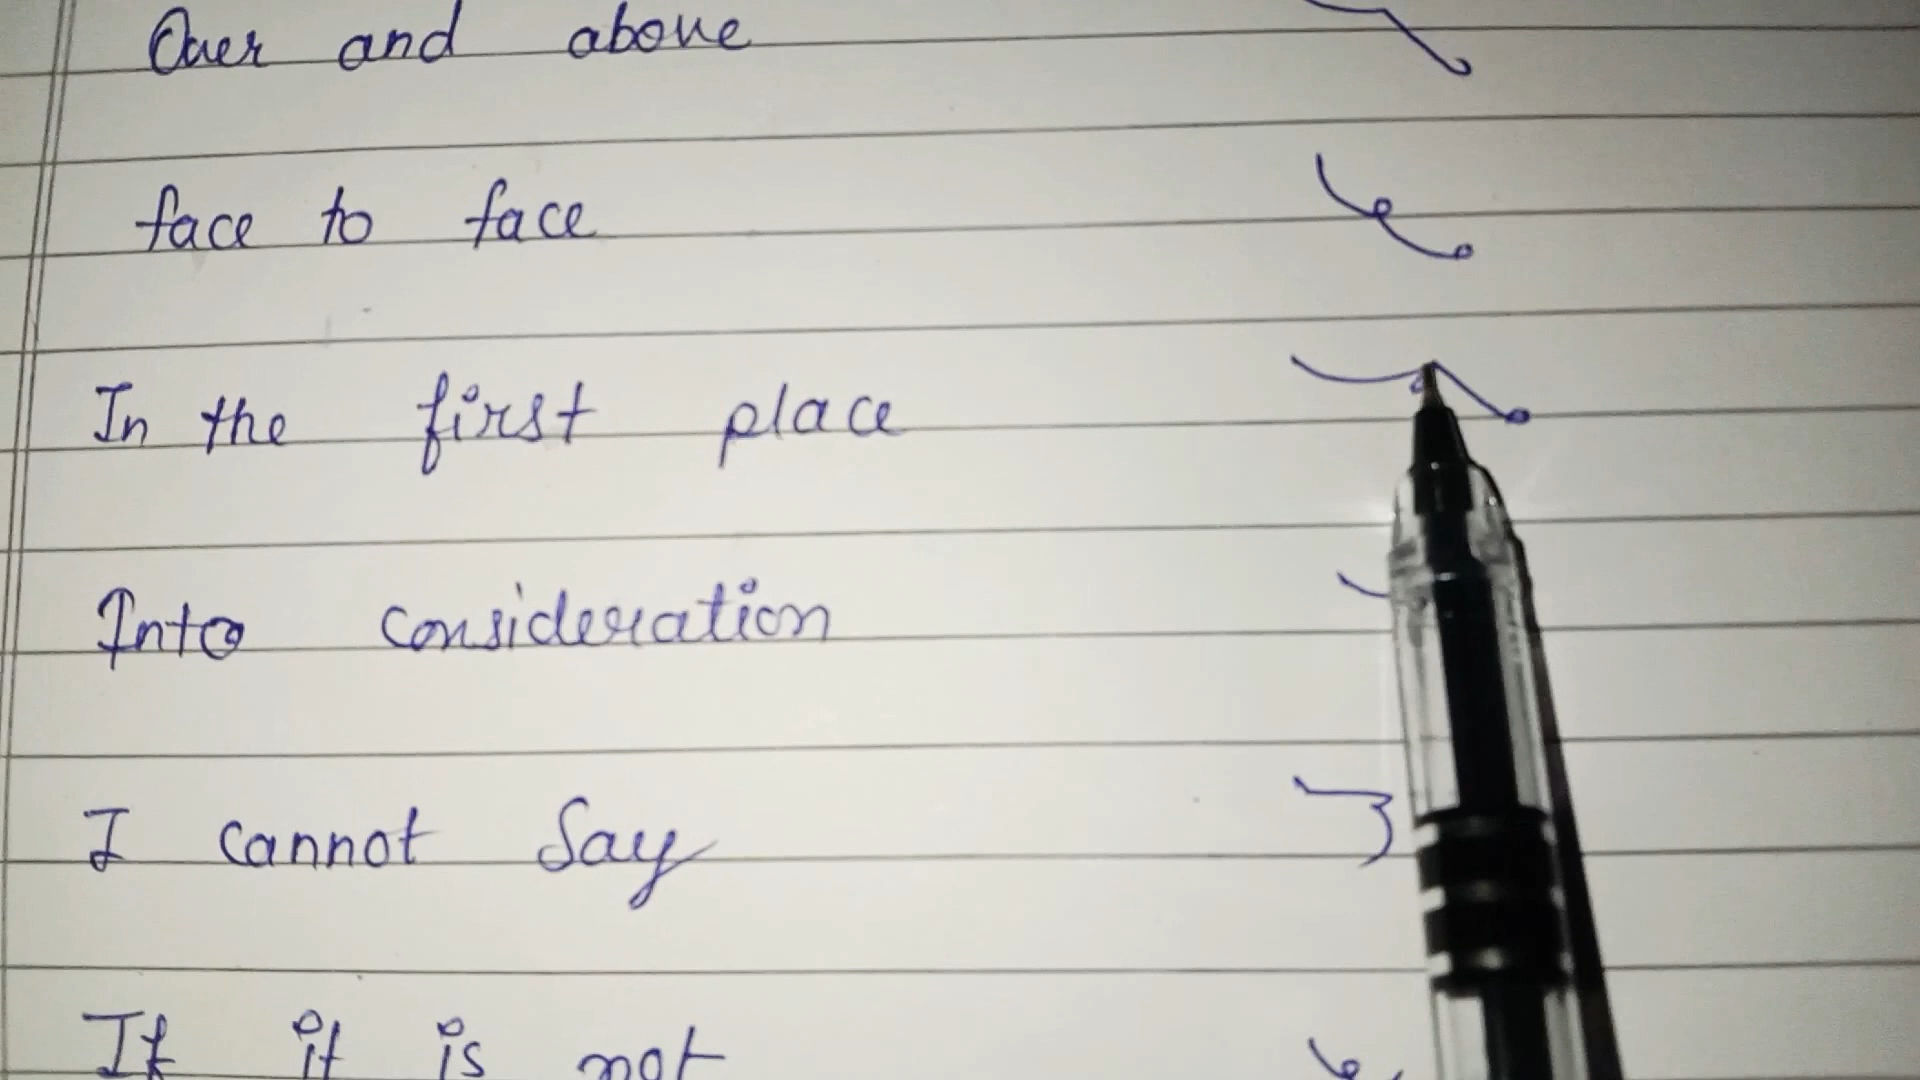 Over and above
face to face
In the first place
Into consideration
I cannot Say
If it is not